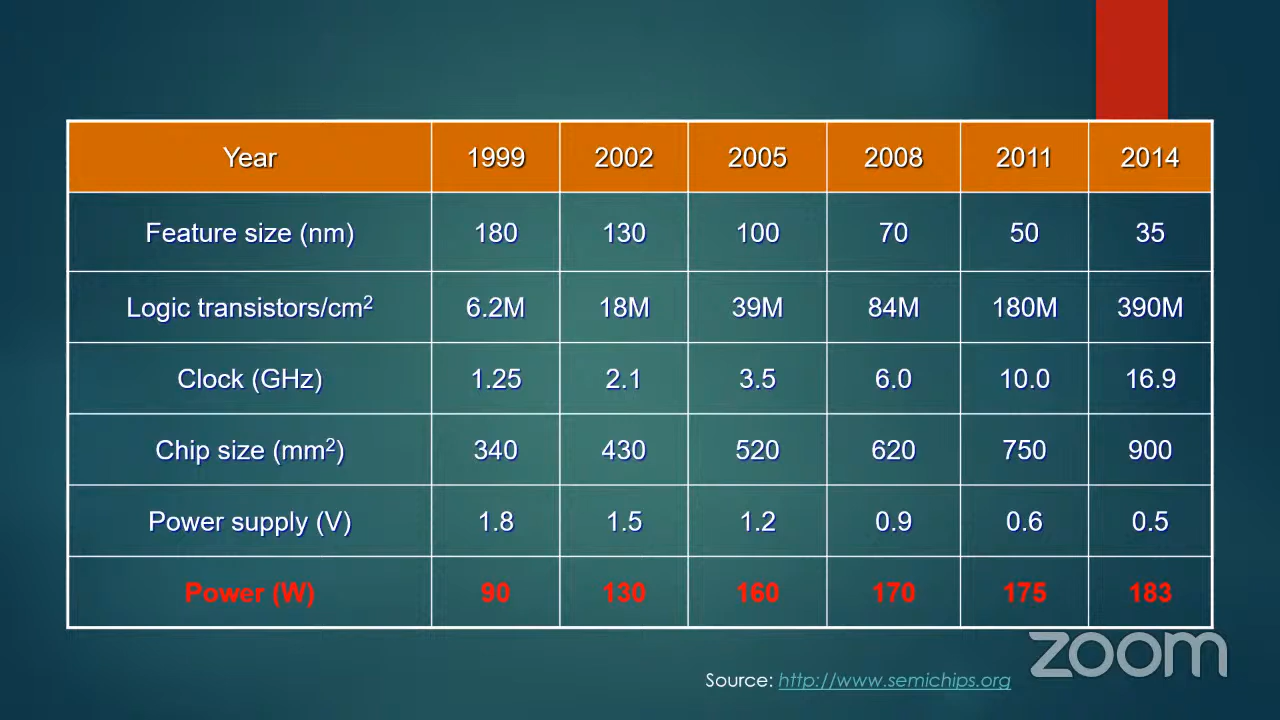 Year 1999 2002 2005 2008 2011 2014
Feature size (nm) 180 130 100 70 50 35
Logic transistors/cm² 6.2M 18M 39M 84M 180M 390M
Clock (GHz) 1.25 2.1 3.5 6.0 10.0 16.9
Chip size (mm²) 340 430 520 620 750 900
Power supply (V) 1.8 1.5 1.2 0.9 0.6 0.5
Power (W) 90 130 160 170 175 183
zoom
Source: http://www.semichips.org